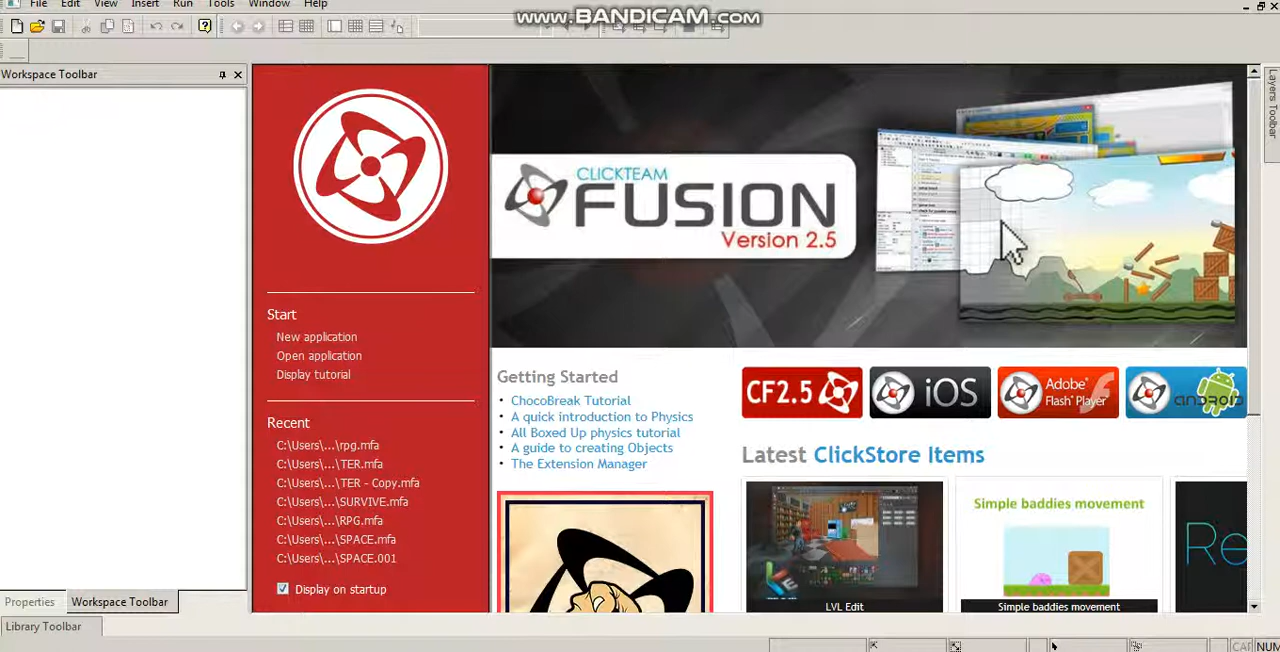 File Edit View Insert Run Tools Window Help
www.BANDICAM.com
Workspace Toolbar
Layers Toolbar
CLICKTEAM
FUSION
Version 2.5
Start
New application
Open application
Display tutorial
Recent
C:\Users\...\rpg.mfa
C:\Users\...\TER.mfa
C:\Users\...\TER - Copy.mfa
C:\Users\...\SURVIVE.mfa
C:\Users\...\RPG.mfa
C:\Users\...\SPACE.mfa
C:\Users\...\SPACE.001
Display on startup
Getting Started
ChocoBreak Tutorial
A quick introduction to Physics
All Boxed Up physics tutorial
A guide to creating Objects
The Extension Manager
CF2.5
iOS
Adobe®
Flash® Player
android
Latest ClickStore Items
LVL Edit
Simple baddies movement
Simple baddies movement
Re
Properties Workspace Toolbar
Library Toolbar
CAP NUM